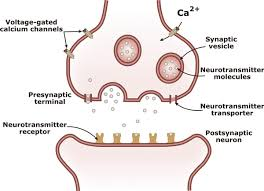 Ca2+
Voltage-gated
calcium channels
Synaptic
vesicle
Neurotransmitter
molecules
Presynaptic
terminal
Neurotransmitter
transporter
Neurotransmitter
receptor
Postsynaptic
neuron